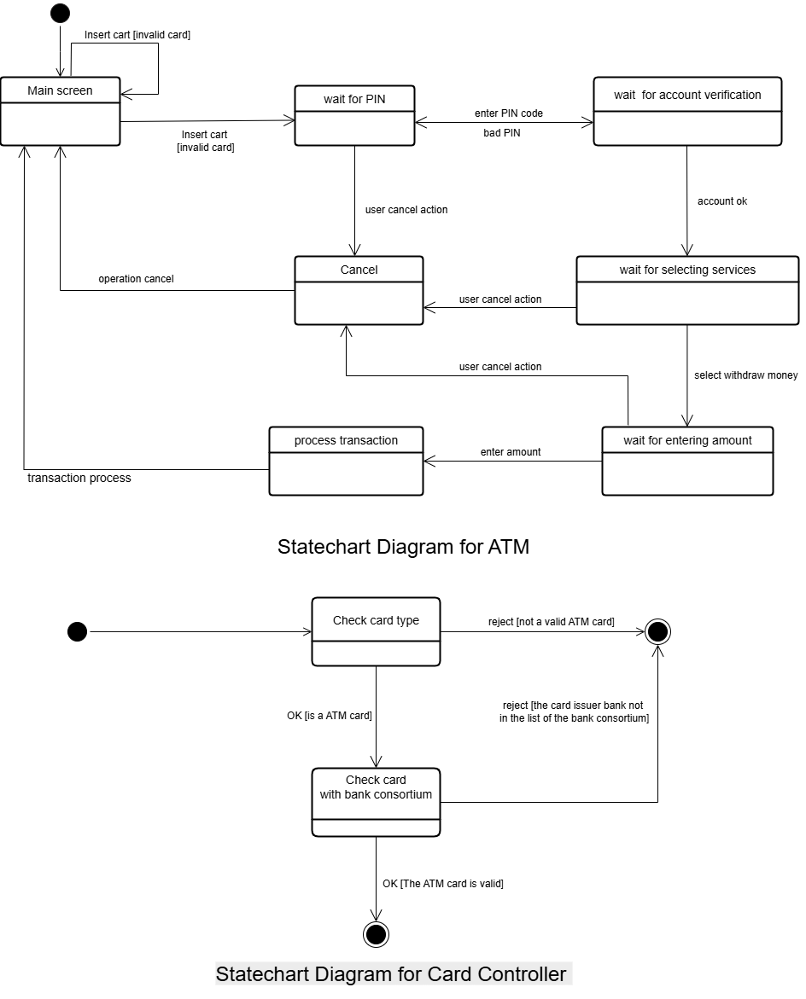 Insert cart [invalid card]
Main screen
wait for PIN
wait  for account verification
enter PIN code
bad PIN
Insert cart
[invalid card]
account ok
user cancel action
Cancel
wait for selecting services
operation cancel
user cancel action
user cancel action
select withdraw money
process transaction
wait for entering amount
enter amount
transaction process
Statechart Diagram for ATM
Check card type
reject [not a valid ATM card]
OK [is a ATM card]
reject [the card issuer bank not
in the list of the bank consortium]
Check card
with bank consortium
OK [The ATM card is valid]
Statechart Diagram for Card Controller